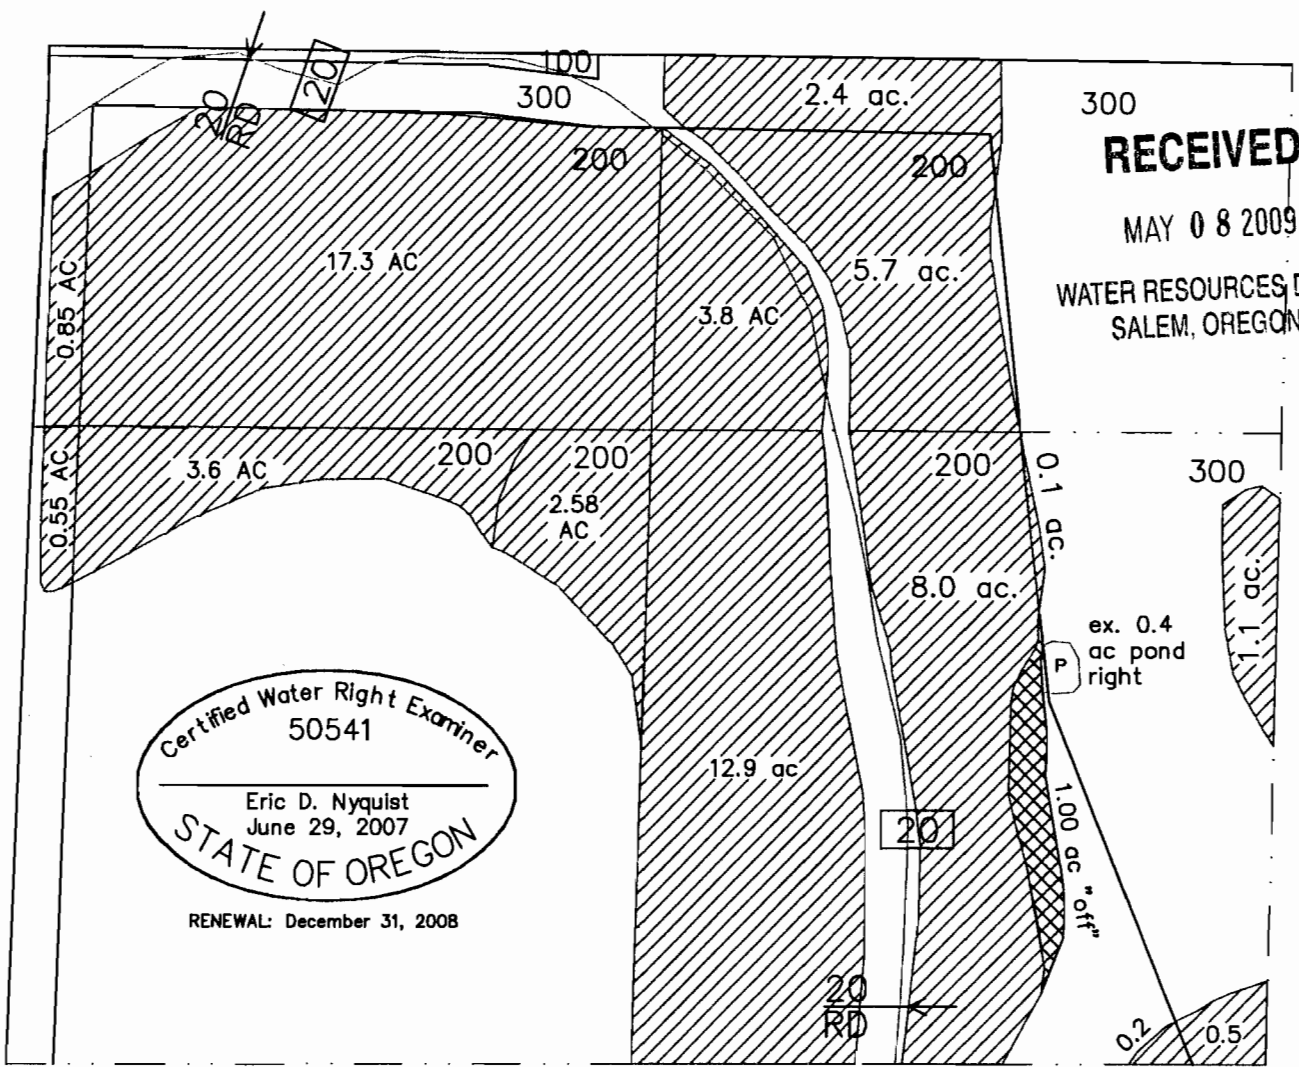 100
300
2.4 ac.
300
20
RD
20
200
200
RECEIVED
MAY 08 2009
WATER RESOURCES D
SALEM, OREGON
17.3 AC
5.7 ac.
3.8 AC
0.85 AC
3.6 AC
200
200
200
0.1 ac.
300
0.55 AC
2.58
AC
8.0 ac.
1.1 ac.
ex. 0.4
ac pond
right
P
Certified Water Right Examiner
50541
Eric D. Nyquist
June 29, 2007
STATE OF OREGON
RENEWAL: December 31, 2008
12.9 ac
20
1.00 ac "off"
20
RD
0.2
0.5